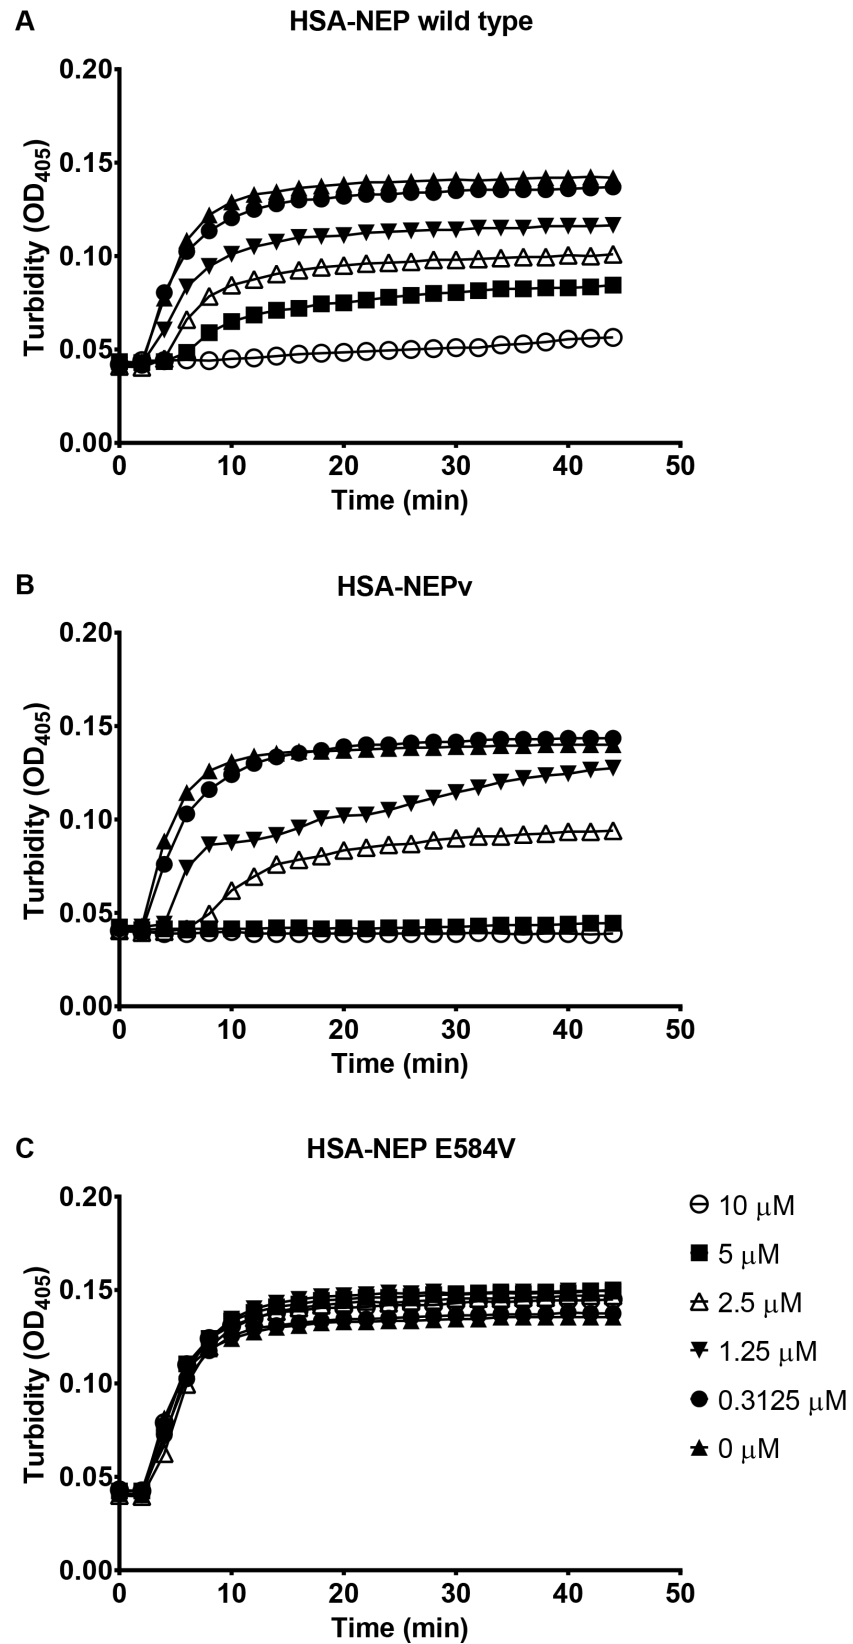 A
HSA-NEP wild type
0.20
0.15
0.10
0.05
0.00
Turbidity (OD405)
0 10 20 30 40 50
Time (min)
B
HSA-NEPv
0.20
0.15
0.10
0.05
0.00
Turbidity (OD405)
0 10 20 30 40 50
Time (min)
C
HSA-NEP E584V
0.20
0.15
0.10
0.05
0.00
Turbidity (OD405)
0 10 20 30 40 50
Time (min)
10 μM
5 μM
2.5 μM
1.25 μM
0.3125 μM
0 μM